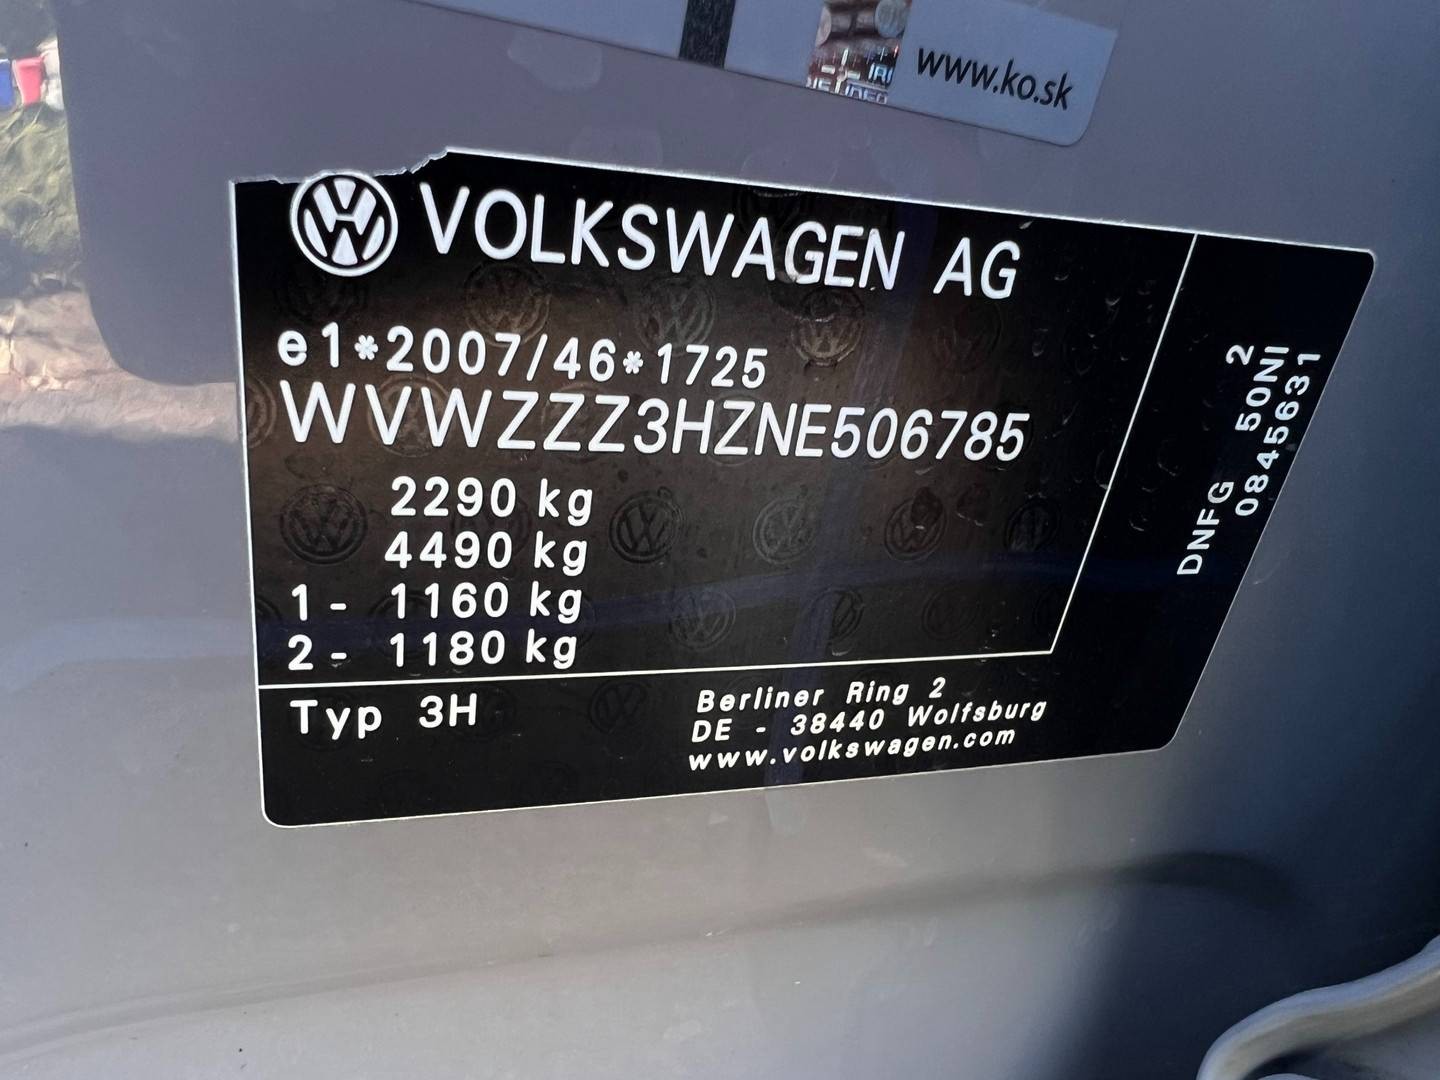 www.ko.sk
VOLKSWAGEN AG
e1*2007/46*1725
WVWZZZ3HZNE506785
2290 kg
4490 kg
1 - 1160 kg
2 - 1180 kg
Typ 3H
Berliner Ring 2
DE - 38440 Wolfsburg
www.volkswagen.com
2
DNFG 50NI
0845631